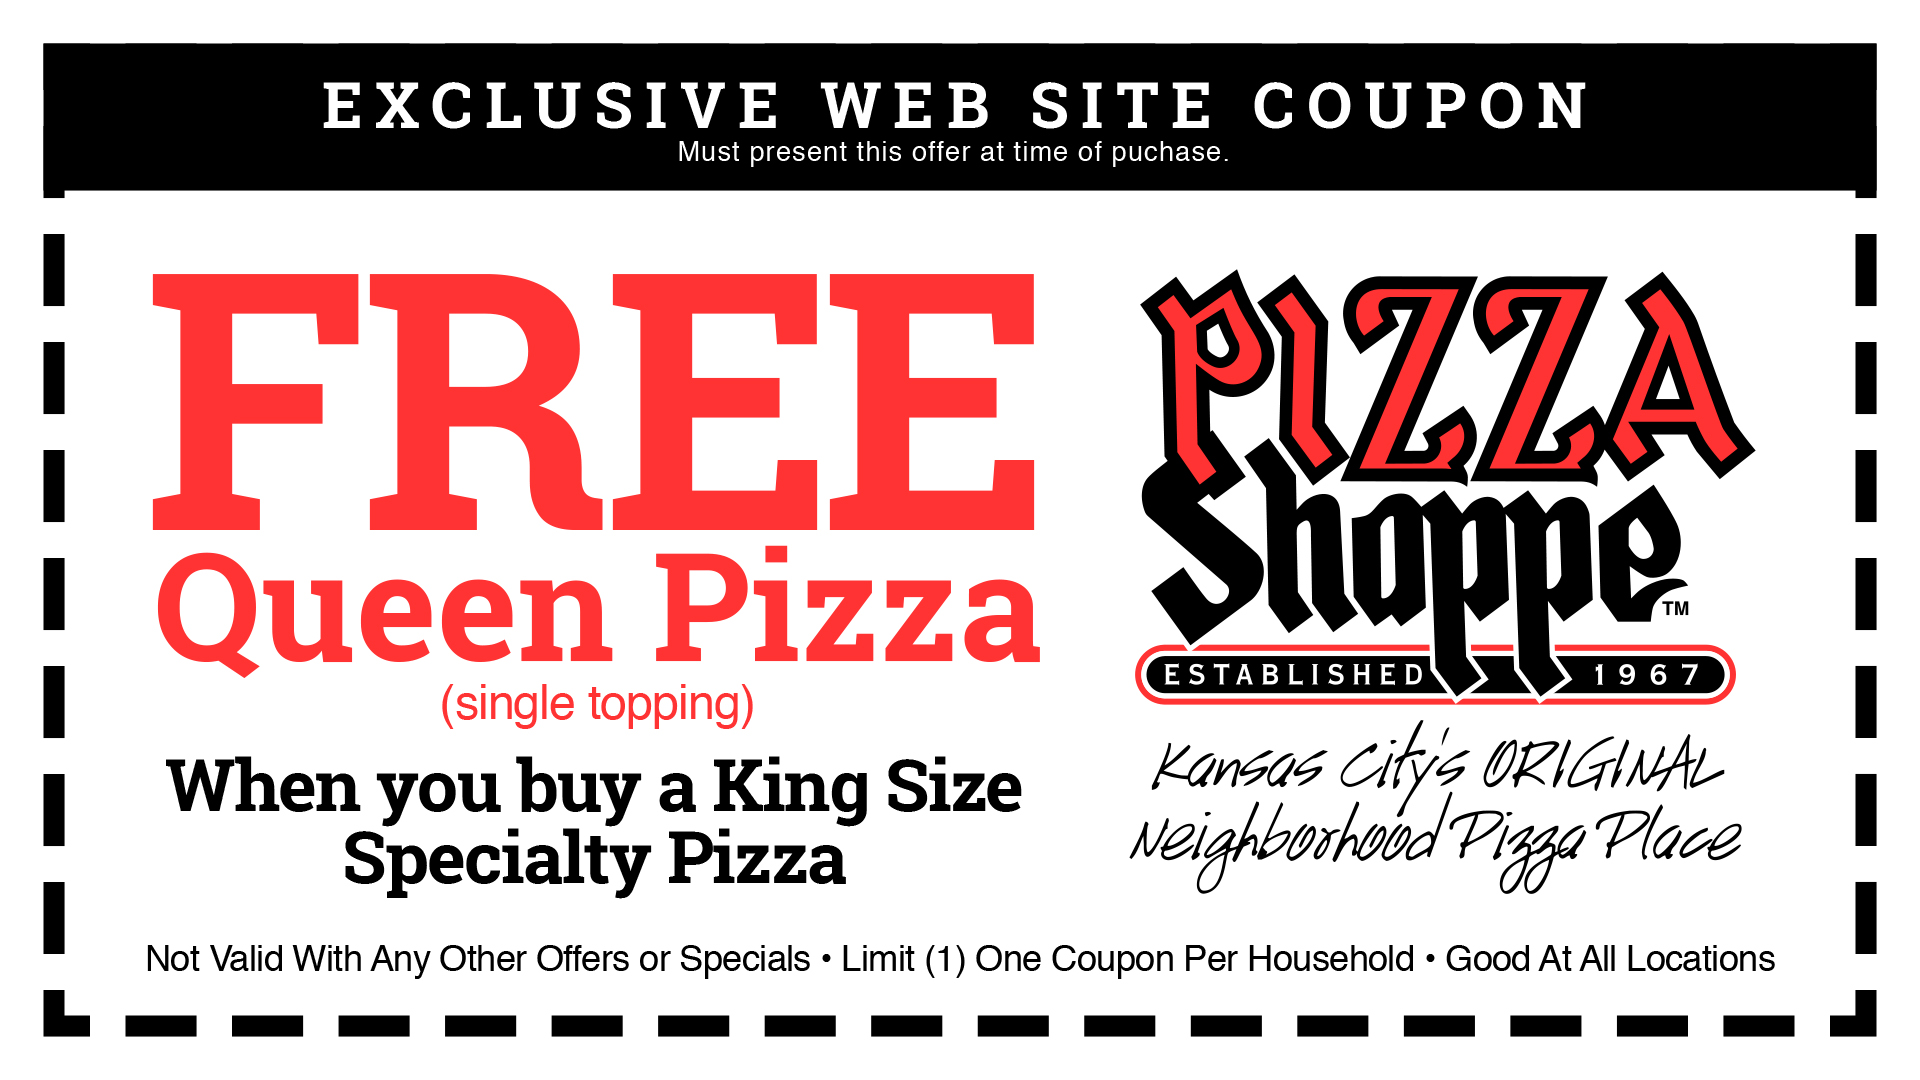 EXCLUSIVE WEB SITE COUPON
Must present this offer at time of puchase.
FREE
Queen Pizza
(single topping)
When you buy a King Size
Specialty Pizza
PIZZA
Shoppe™
ESTABLISHED 1967
Kansas City's ORIGINAL
Neighborhood Pizza Place
Not Valid With Any Other Offers or Specials • Limit (1) One Coupon Per Household • Good At All Locations